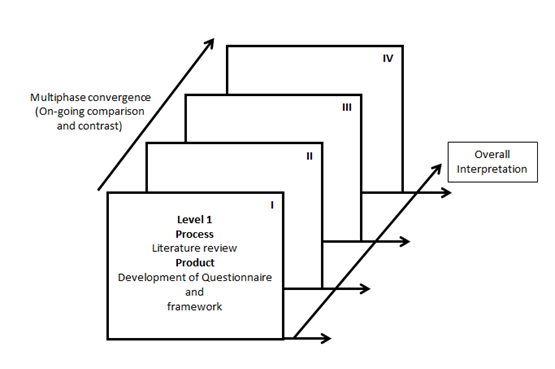 IV
Multiphase convergence
(On-going comparison
and contrast)
III
II
Overall
Interpretation
I
Level 1
Process
Literature review
Product
Development of Questionnaire
and
framework